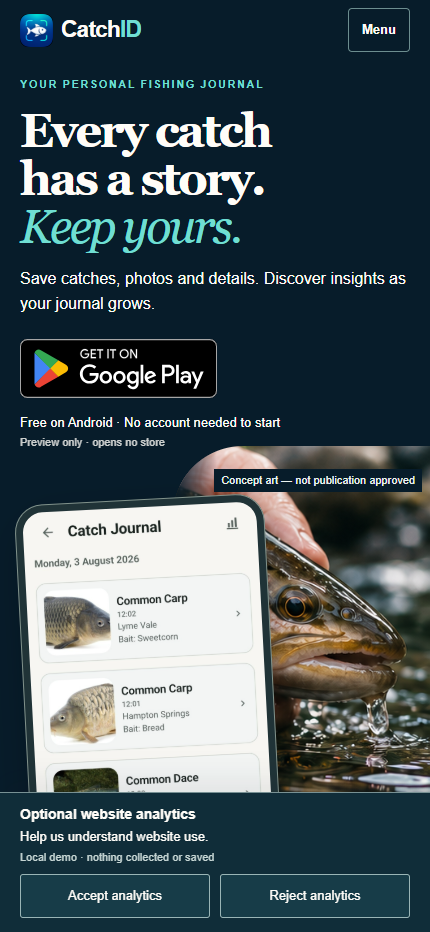 CatchID
Menu
YOUR PERSONAL FISHING JOURNAL
Every catch
has a story.
Keep yours.
Save catches, photos and details. Discover insights as
your journal grows.
GET IT ON
Google Play
Free on Android · No account needed to start
Preview only · opens no store
Concept art — not publication approved
Catch Journal
Monday, 3 August 2026
Common Carp
12:02
Lyme Vale
Bait: Sweetcorn
Common Carp
12:01
Hampton Springs
Bait: Bread
Common Dace
Optional website analytics
Help us understand website use.
Local demo · nothing collected or saved
Accept analytics
Reject analytics